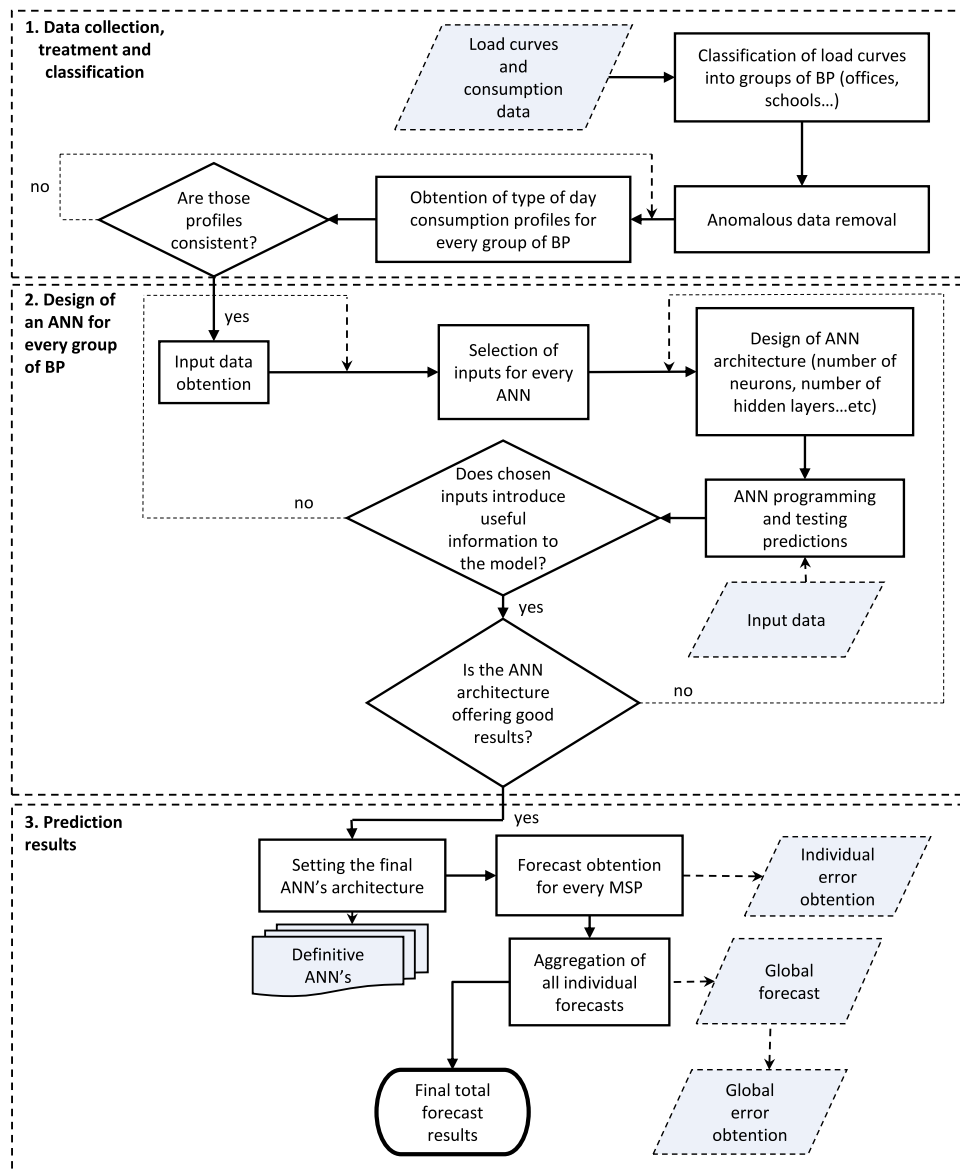 1. Data collection,
treatment and
classification
Load curves
and
consumption
data
Classification of load curves
into groups of BP (offices,
schools...)
no
Are those
profiles
consistent?
Obtention of type of day
consumption profiles for
every group of BP
Anomalous data removal
2. Design of
an ANN for
every group
of BP
yes
Input data
obtention
Selection of
inputs for every
ANN
Design of ANN
architecture (number of
neurons, number of
hidden layers...etc)
no
Does chosen
inputs introduce
useful
information to
the model?
ANN programming
and testing
predictions
yes
Input data
Is the ANN
architecture
offering good
results?
no
3. Prediction
results
yes
Setting the final
ANN's architecture
Forecast obtention
for every MSP
Individual
error
obtention
Definitive
ANN's
Aggregation of
all individual
forecasts
Global
forecast
Final total
forecast
results
Global
error
obtention